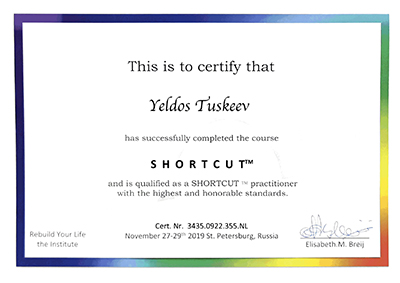 This is to certify that
Yeldos Tuskeev
has successfully completed the course
SHORTCUT™
and is qualified as a SHORTCUT ™ practitioner
with the highest and honorable standards.
Cert. Nr. 3435.0922.355.NL
November 27-29th 2019 St. Petersburg, Russia
Rebuild Your Life
the Institute
Elisabeth.M. Breij